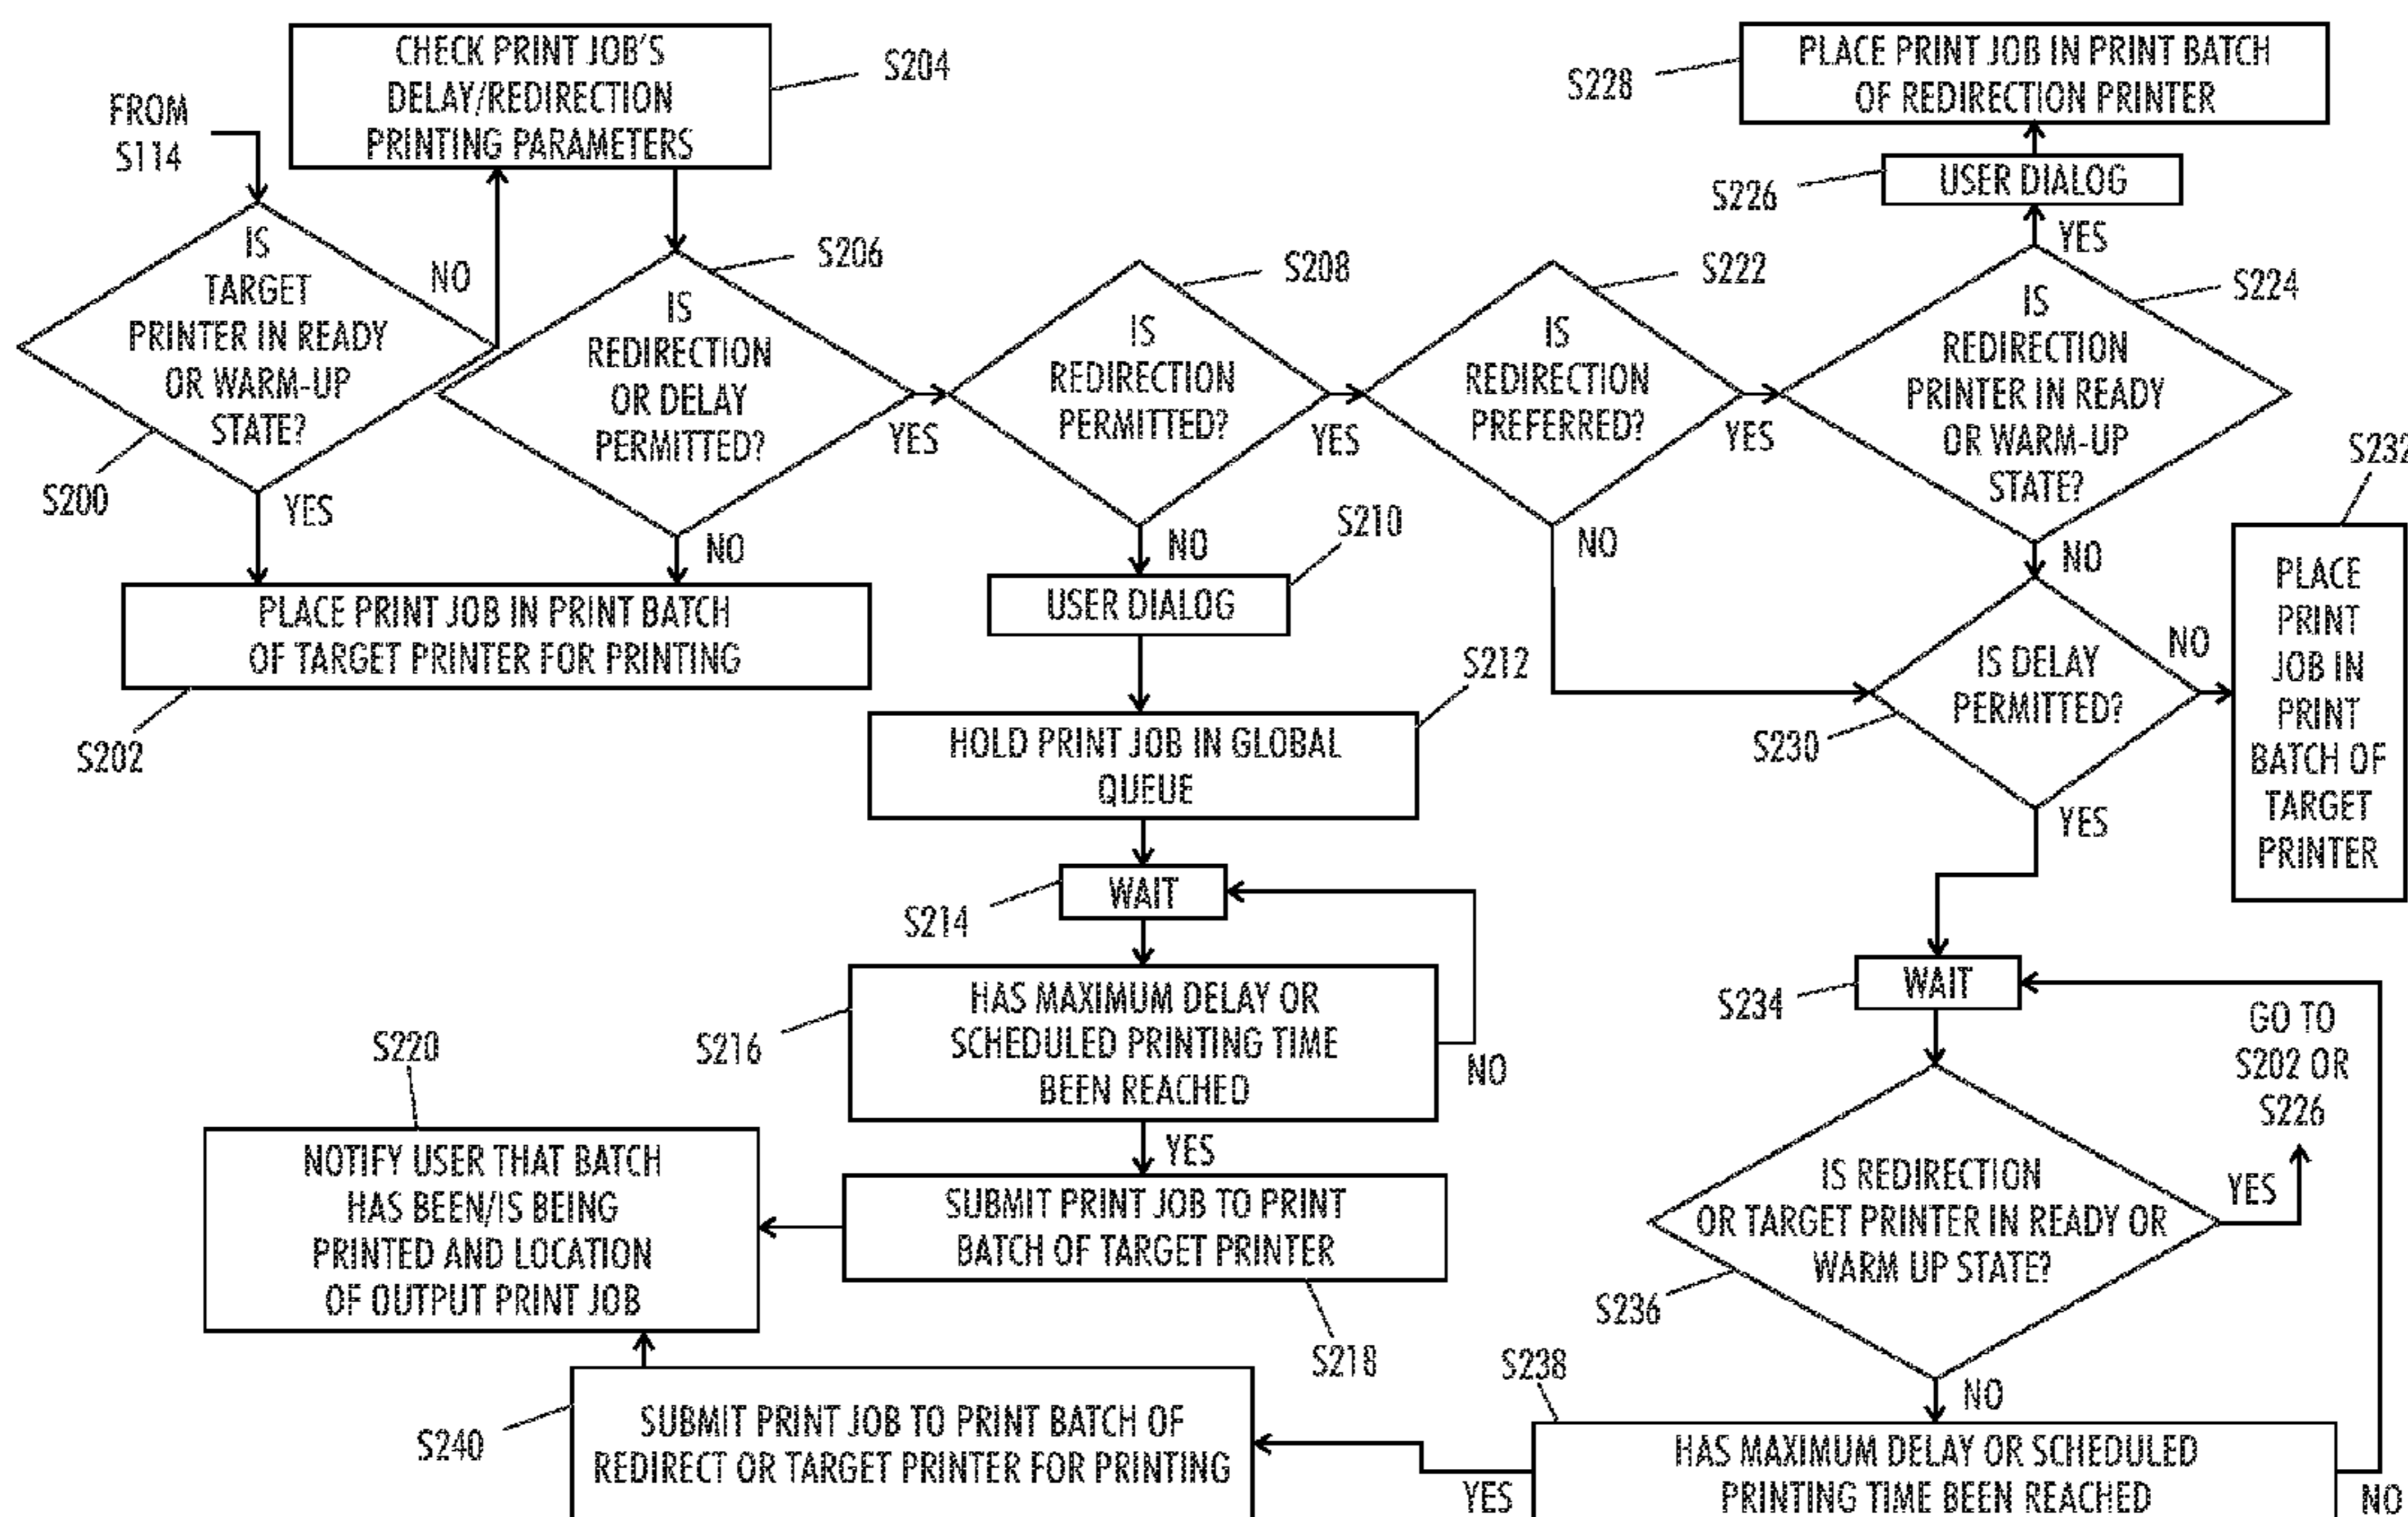 FROM
S114
CHECK PRINT JOB'S
DELAY/REDIRECTION
PRINTING PARAMETERS
S204
IS
TARGET
PRINTER IN READY
OR WARM-UP
STATE?
NO
YES
S200
PLACE PRINT JOB IN PRINT BATCH
OF TARGET PRINTER FOR PRINTING
S202
IS
REDIRECTION
OR DELAY
PERMITTED?
S206
YES
NO
IS
REDIRECTION
PERMITTED?
S208
YES
NO
USER DIALOG
S210
HOLD PRINT JOB IN GLOBAL
QUEUE
S212
WAIT
S214
HAS MAXIMUM DELAY OR
SCHEDULED PRINTING TIME
BEEN REACHED
S216
NO
YES
SUBMIT PRINT JOB TO PRINT
BATCH OF TARGET PRINTER
S218
NOTIFY USER THAT BATCH
HAS BEEN/IS BEING
PRINTED AND LOCATION
OF OUTPUT PRINT JOB
S220
IS
REDIRECTION
PREFERRED?
S222
YES
NO
IS
REDIRECTION
PRINTER IN READY
OR WARM-UP
STATE?
S224
YES
NO
USER DIALOG
S226
PLACE PRINT JOB IN PRINT BATCH
OF REDIRECTION PRINTER
S228
IS DELAY
PERMITTED?
S230
NO
YES
PLACE
PRINT
JOB IN
PRINT
BATCH OF
TARGET
PRINTER
S232
WAIT
S234
IS REDIRECTION
OR TARGET PRINTER IN READY OR
WARM UP STATE?
S236
YES
GO TO
S202 OR
S226
NO
HAS MAXIMUM DELAY OR SCHEDULED
PRINTING TIME BEEN REACHED
S238
YES
NO
SUBMIT PRINT JOB TO PRINT BATCH OF
REDIRECT OR TARGET PRINTER FOR PRINTING
S240